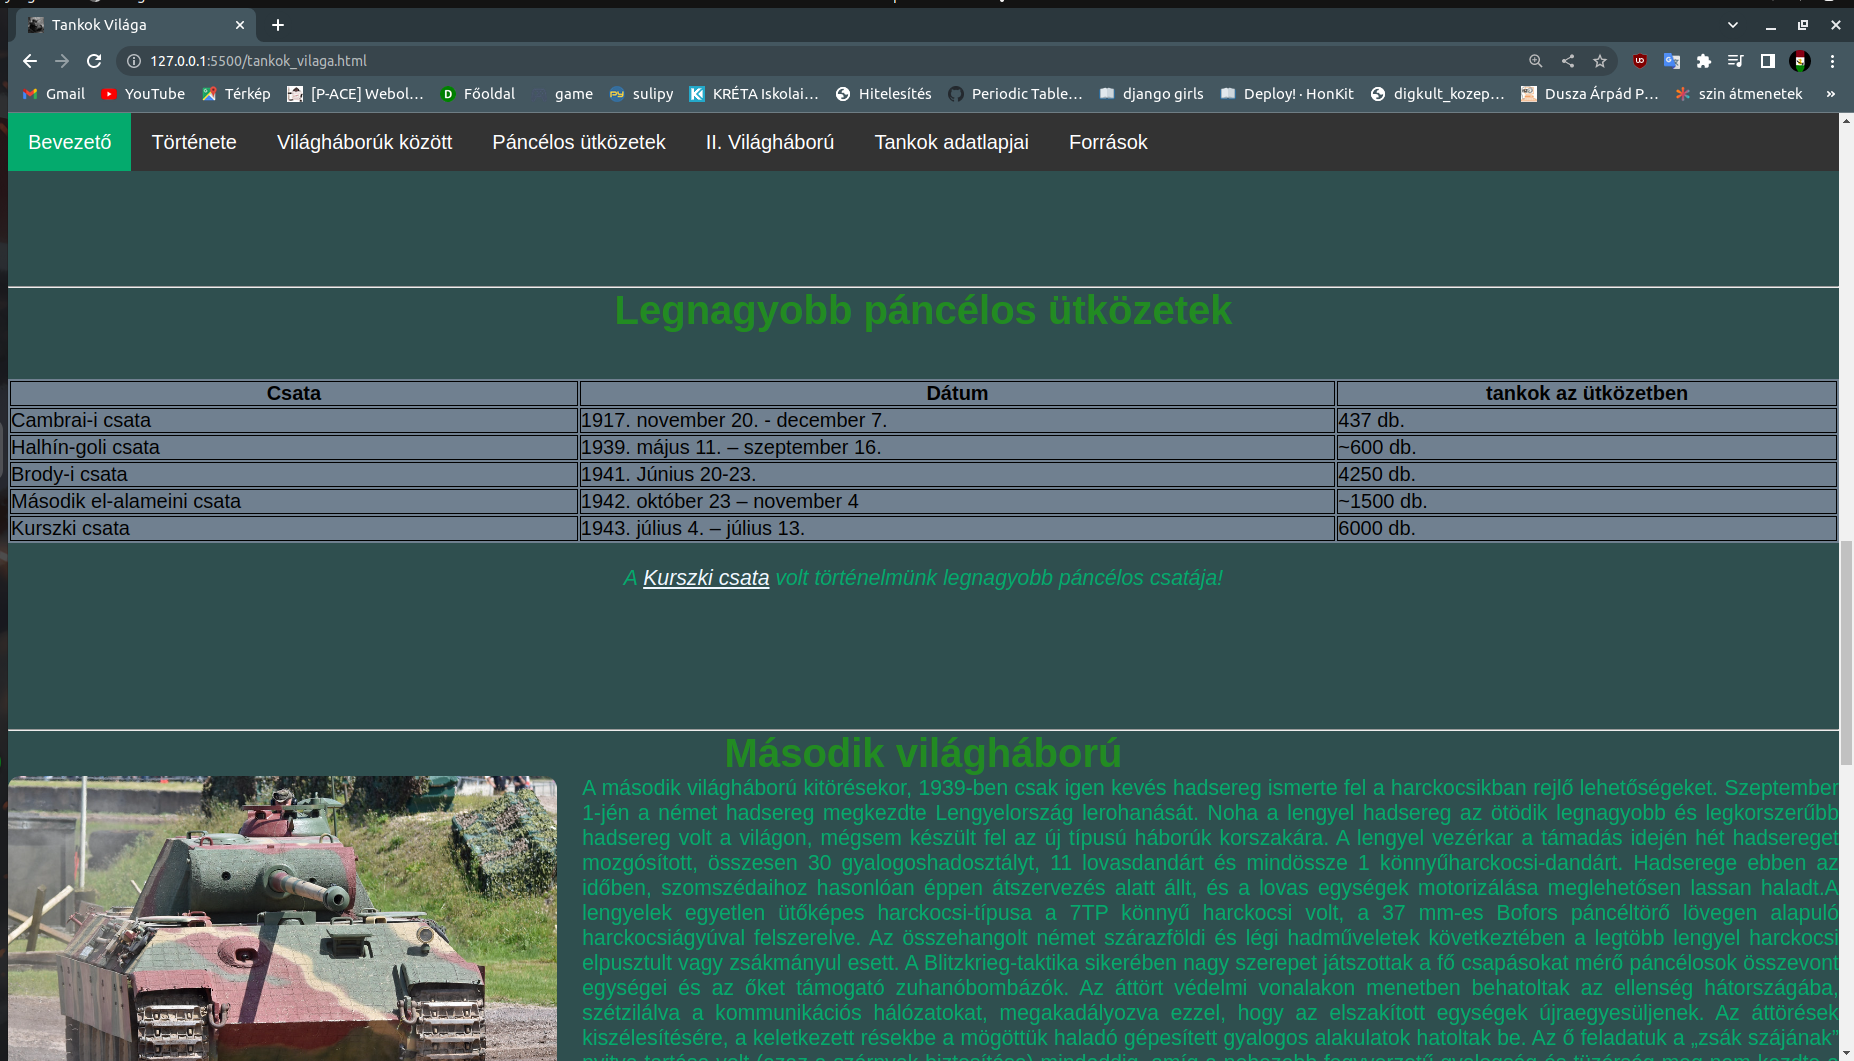 Tankok Világa
127.0.0.1:5500/tankok_vilaga.html
Gmail YouTube Térkép [P-ACE] Webol... Főoldal game sulipy KRÉTA Iskolai... Hitelesítés Periodic Table... django girls Deploy! · HonKit digkult_kozep... Dusza Árpád P... szin átmenetek »
Bevezető Története Világháborúk között Páncélos ütközetek II. Világháború Tankok adatlapjai Források
Legnagyobb páncélos ütközetek
Csata Dátum tankok az ütközetben
Cambrai-i csata 1917. november 20. - december 7. 437 db.
Halhín-goli csata 1939. május 11. – szeptember 16. ~600 db.
Brody-i csata 1941. Június 20-23. 4250 db.
Második el-alameini csata 1942. október 23 – november 4 ~1500 db.
Kurszki csata 1943. július 4. – július 13. 6000 db.
A Kurszki csata volt történelmünk legnagyobb páncélos csatája!
Második világháború
A második világháború kitörésekor, 1939-ben csak igen kevés hadsereg ismerte fel a harckocsikban rejlő lehetőségeket. Szeptember
1-jén a német hadsereg megkezdte Lengyelország lerohanását. Noha a lengyel hadsereg az ötödik legnagyobb és legkorszerűbb
hadsereg volt a világon, mégsem készült fel az új típusú háborúk korszakára. A lengyel vezérkar a támadás idején hét hadsereget
mozgósított, összesen 30 gyalogoshadosztályt, 11 lovasdandárt és mindössze 1 könnyűharckocsi-dandárt. Hadserege ebben az
időben, szomszédaihoz hasonlóan éppen átszervezés alatt állt, és a lovas egységek motorizálása meglehetősen lassan haladt.A
lengyelek egyetlen ütőképes harckocsi-típusa a 7TP könnyű harckocsi volt, a 37 mm-es Bofors páncéltörő lövegen alapuló
harckocsiágyúval felszerelve. Az összehangolt német szárazföldi és légi hadműveletek következtében a legtöbb lengyel harckocsi
elpusztult vagy zsákmányul esett. A Blitzkrieg-taktika sikerében nagy szerepet játszottak a fő csapásokat mérő páncélosok összevont
egységei és az őket támogató zuhanóbombázók. Az áttört védelmi vonalakon menetben behatoltak az ellenség hátországába,
szétzilálva a kommunikációs hálózatokat, megakadályozva ezzel, hogy az elszakított egységek újraegyesüljenek. Az áttörések
kiszélesítésére, a keletkezett résekbe a mögöttük haladó gépesített gyalogos alakulatok hatoltak be. Az ő feladatuk a „zsák szájának”